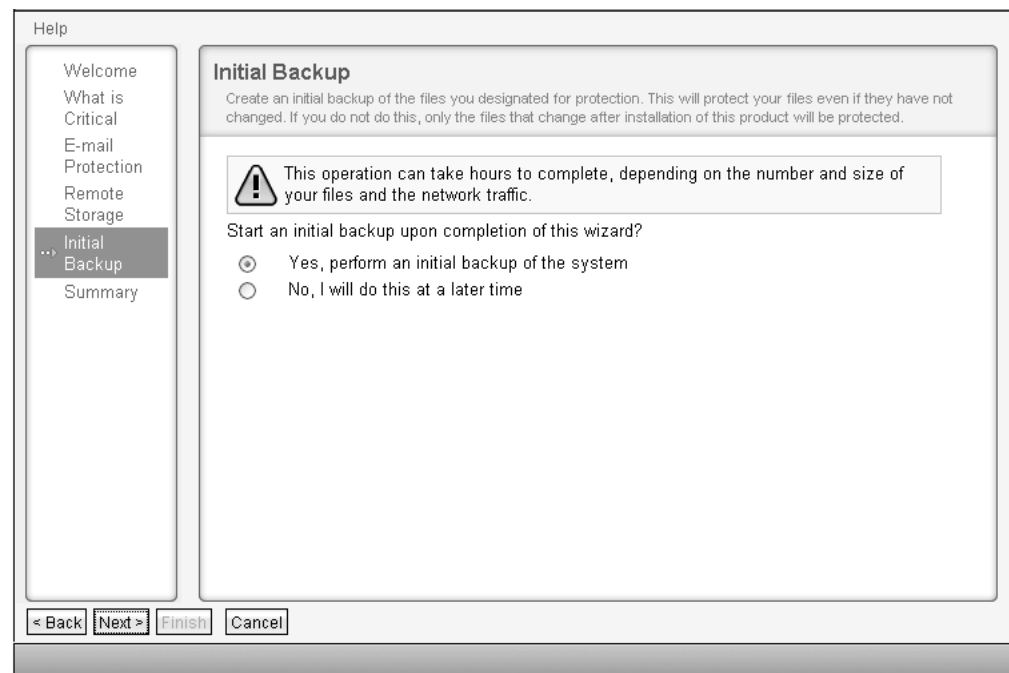 Help
Welcome
What is
Critical
E-mail
Protection
Remote
Storage
Initial
Backup
Summary
Initial Backup
Create an initial backup of the files you designated for protection. This will protect your files even if they have not
changed. If you do not do this, only the files that change after installation of this product will be protected.
This operation can take hours to complete, depending on the number and size of
your files and the network traffic.
Start an initial backup upon completion of this wizard?
Yes, perform an initial backup of the system
No, I will do this at a later time
< Back Next > Finish Cancel